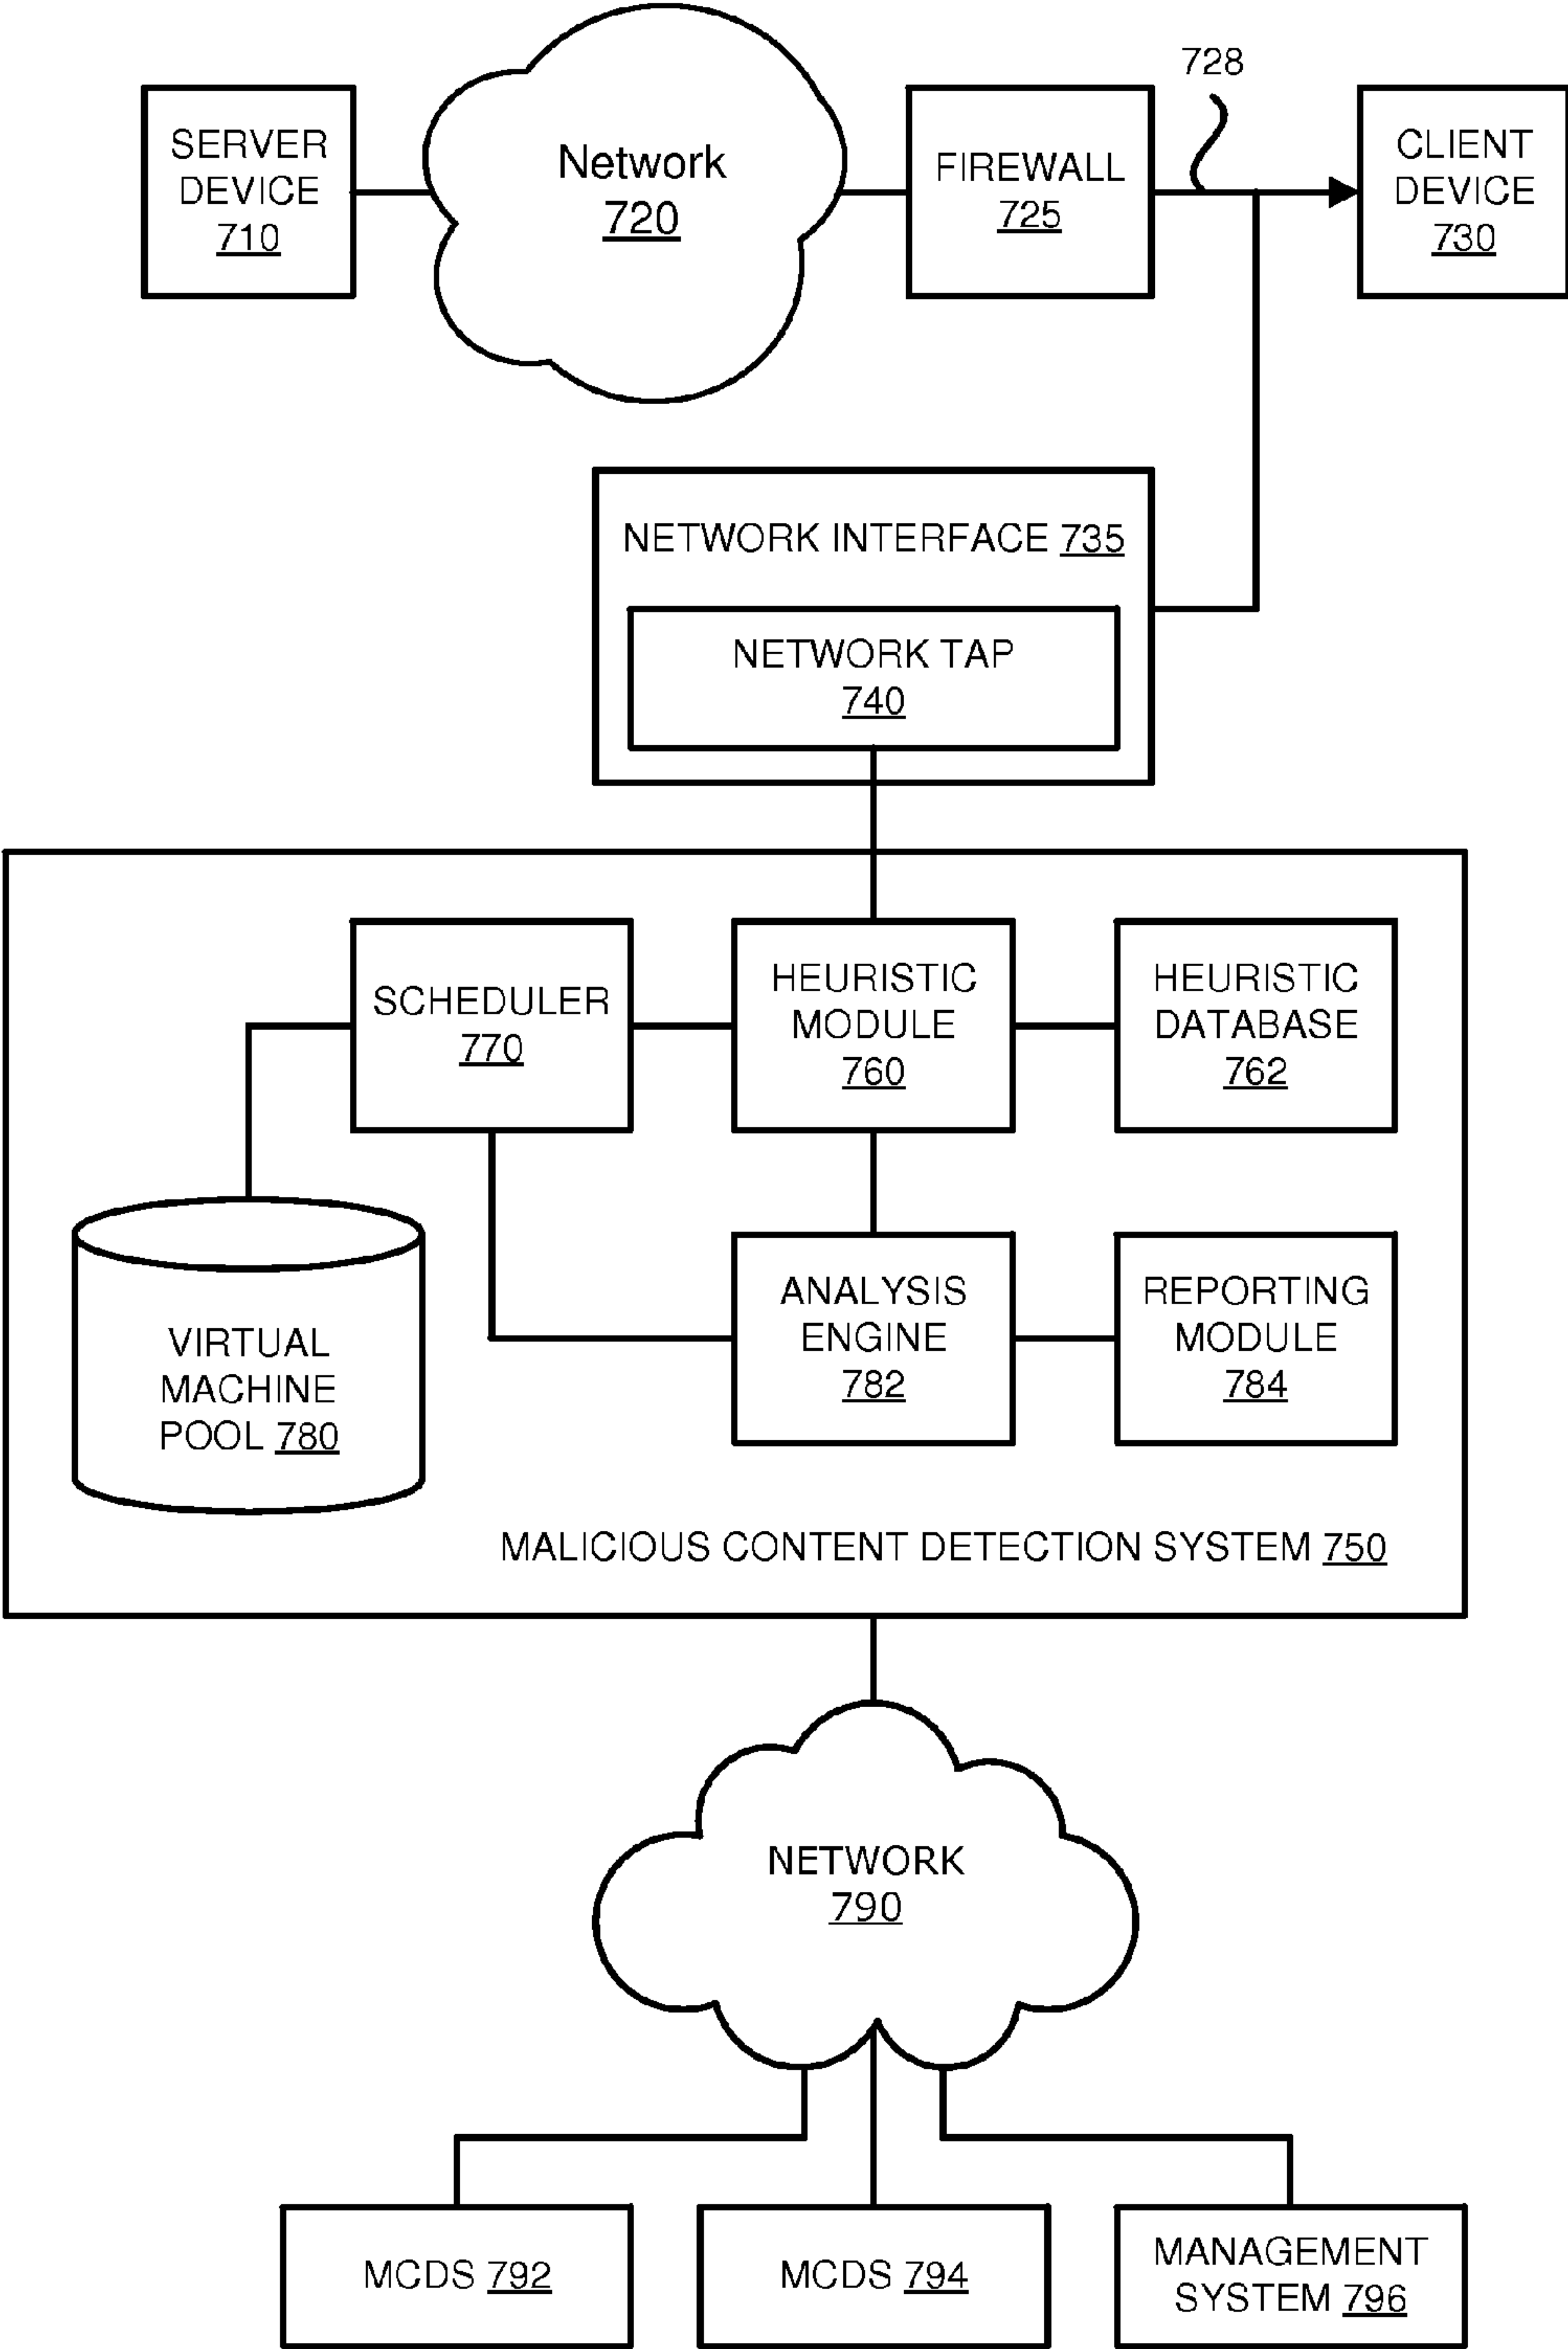 728
SERVER
DEVICE
710
Network
720
FIREWALL
725
CLIENT
DEVICE
730
NETWORK INTERFACE 735
NETWORK TAP
740
SCHEDULER
770
HEURISTIC
MODULE
760
HEURISTIC
DATABASE
762
VIRTUAL
MACHINE
POOL 780
ANALYSIS
ENGINE
782
REPORTING
MODULE
784
MALICIOUS CONTENT DETECTION SYSTEM 750
NETWORK
790
MCDS 792
MCDS 794
MANAGEMENT
SYSTEM 796